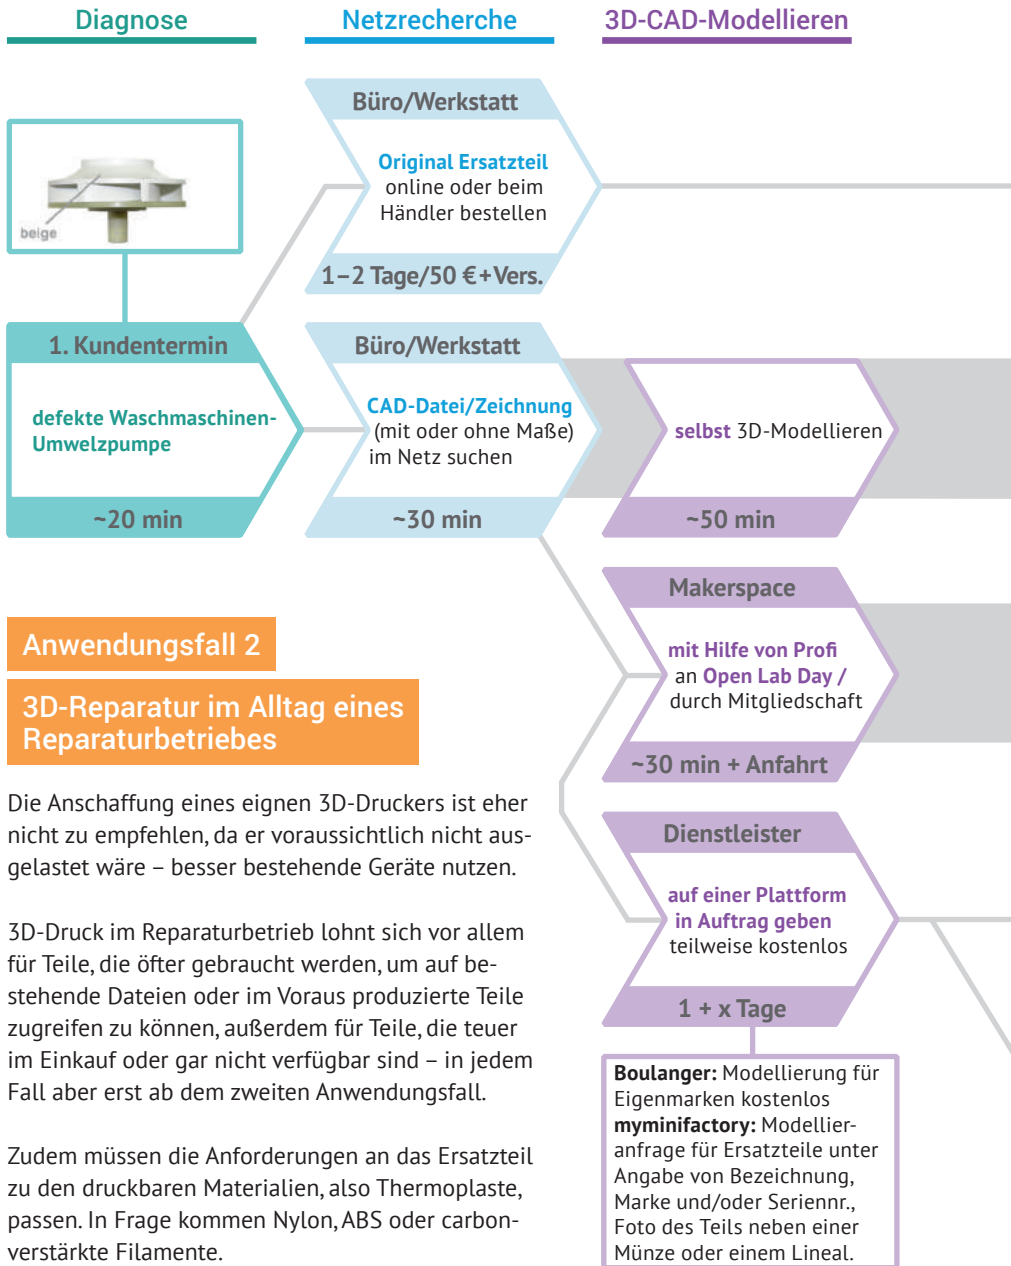 Diagnose
Netzrecherche
3D-CAD-Modellieren
beige
Büro/Werkstatt
Original Ersatzteil
online oder beim
Händler bestellen
1–2 Tage/50 €+Vers.
1. Kundentermin
defekte Waschmaschinen-
Umwelzpumpe
~20 min
Büro/Werkstatt
CAD-Datei/Zeichnung
(mit oder ohne Maße)
im Netz suchen
~30 min
selbst 3D-Modellieren
~50 min
Makerspace
mit Hilfe von Profi
an Open Lab Day /
durch Mitgliedschaft
~30 min + Anfahrt
Dienstleister
auf einer Plattform
in Auftrag geben
teilweise kostenlos
1 + x Tage
Boulanger: Modellierung für
Eigenmarken kostenlos
myminifactory: Modellier-
anfrage für Ersatzteile unter
Angabe von Bezeichnung,
Marke und/oder Seriennr.,
Foto des Teils neben einer
Münze oder einem Lineal.
Anwendungsfall 2
3D-Reparatur im Alltag eines
Reparaturbetriebes
Die Anschaffung eines eignen 3D-Druckers ist eher
nicht zu empfehlen, da er voraussichtlich nicht aus-
gelastet wäre – besser bestehende Geräte nutzen.
3D-Druck im Reparaturbetrieb lohnt sich vor allem
für Teile, die öfter gebraucht werden, um auf be-
stehende Dateien oder im Voraus produzierte Teile
zugreifen zu können, außerdem für Teile, die teuer
im Einkauf oder gar nicht verfügbar sind – in jedem
Fall aber erst ab dem zweiten Anwendungsfall.
Zudem müssen die Anforderungen an das Ersatzteil
zu den druckbaren Materialien, also Thermoplaste,
passen. In Frage kommen Nylon, ABS oder carbon-
verstärkte Filamente.